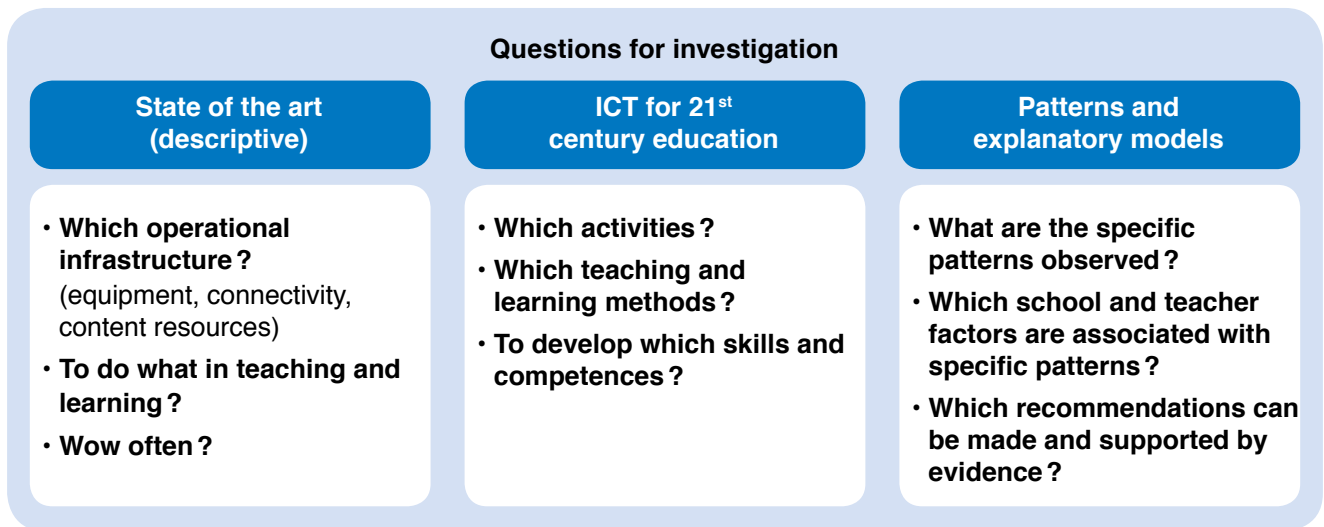 Questions for investigation
State of the art
(descriptive)
• Which operational
infrastructure ?
(equipment, connectivity,
content resources)
• To do what in teaching and
learning ?
• Wow often ?
ICT for 21st
century education
• Which activities ?
• Which teaching and
learning methods ?
• To develop which skills and
competences ?
Patterns and
explanatory models
• What are the specific
patterns observed ?
• Which school and teacher
factors are associated with
specific patterns ?
• Which recommendations can
be made and supported by
evidence ?